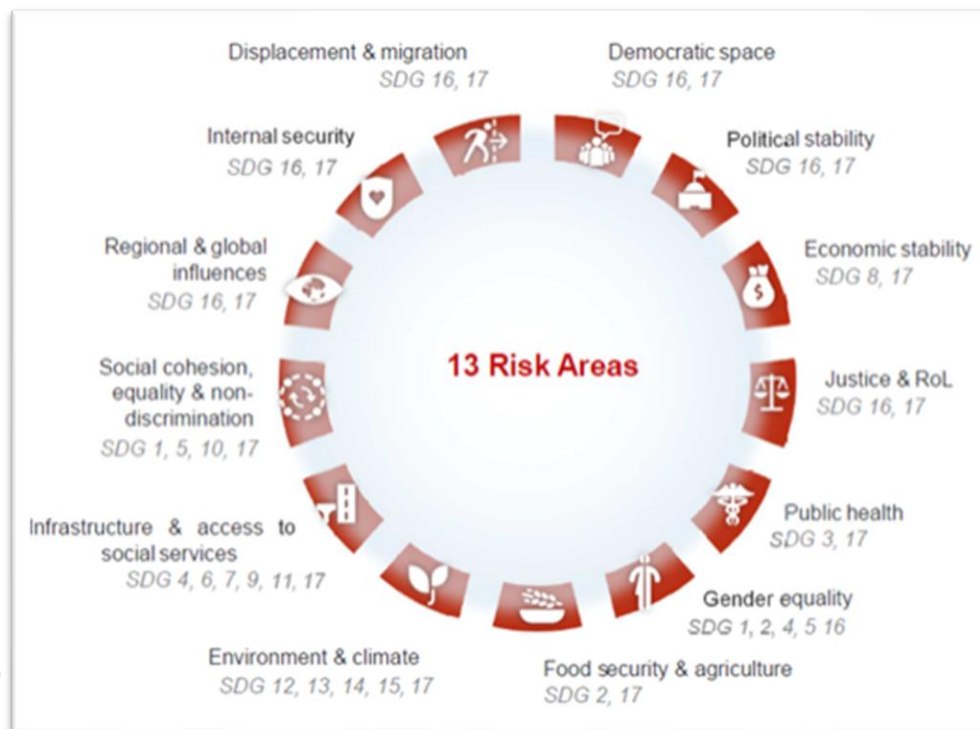 Displacement & migration
SDG 16, 17
Democratic space
SDG 16, 17
Internal security
SDG 16, 17
Political stability
SDG 16, 17
Regional & global
influences
SDG 16, 17
Economic stability
SDG 8, 17
Social cohesion,
equality & non-
discrimination
SDG 1, 5, 10, 17
13 Risk Areas
Justice & RoL
SDG 16, 17
Infrastructure & access to
social services
SDG 4, 6, 7, 9, 11, 17
Public health
SDG 3, 17
Gender equality
SDG 1, 2, 4, 5 16
Environment & climate
SDG 12, 13, 14, 15, 17
Food security & agriculture
SDG 2, 17
$